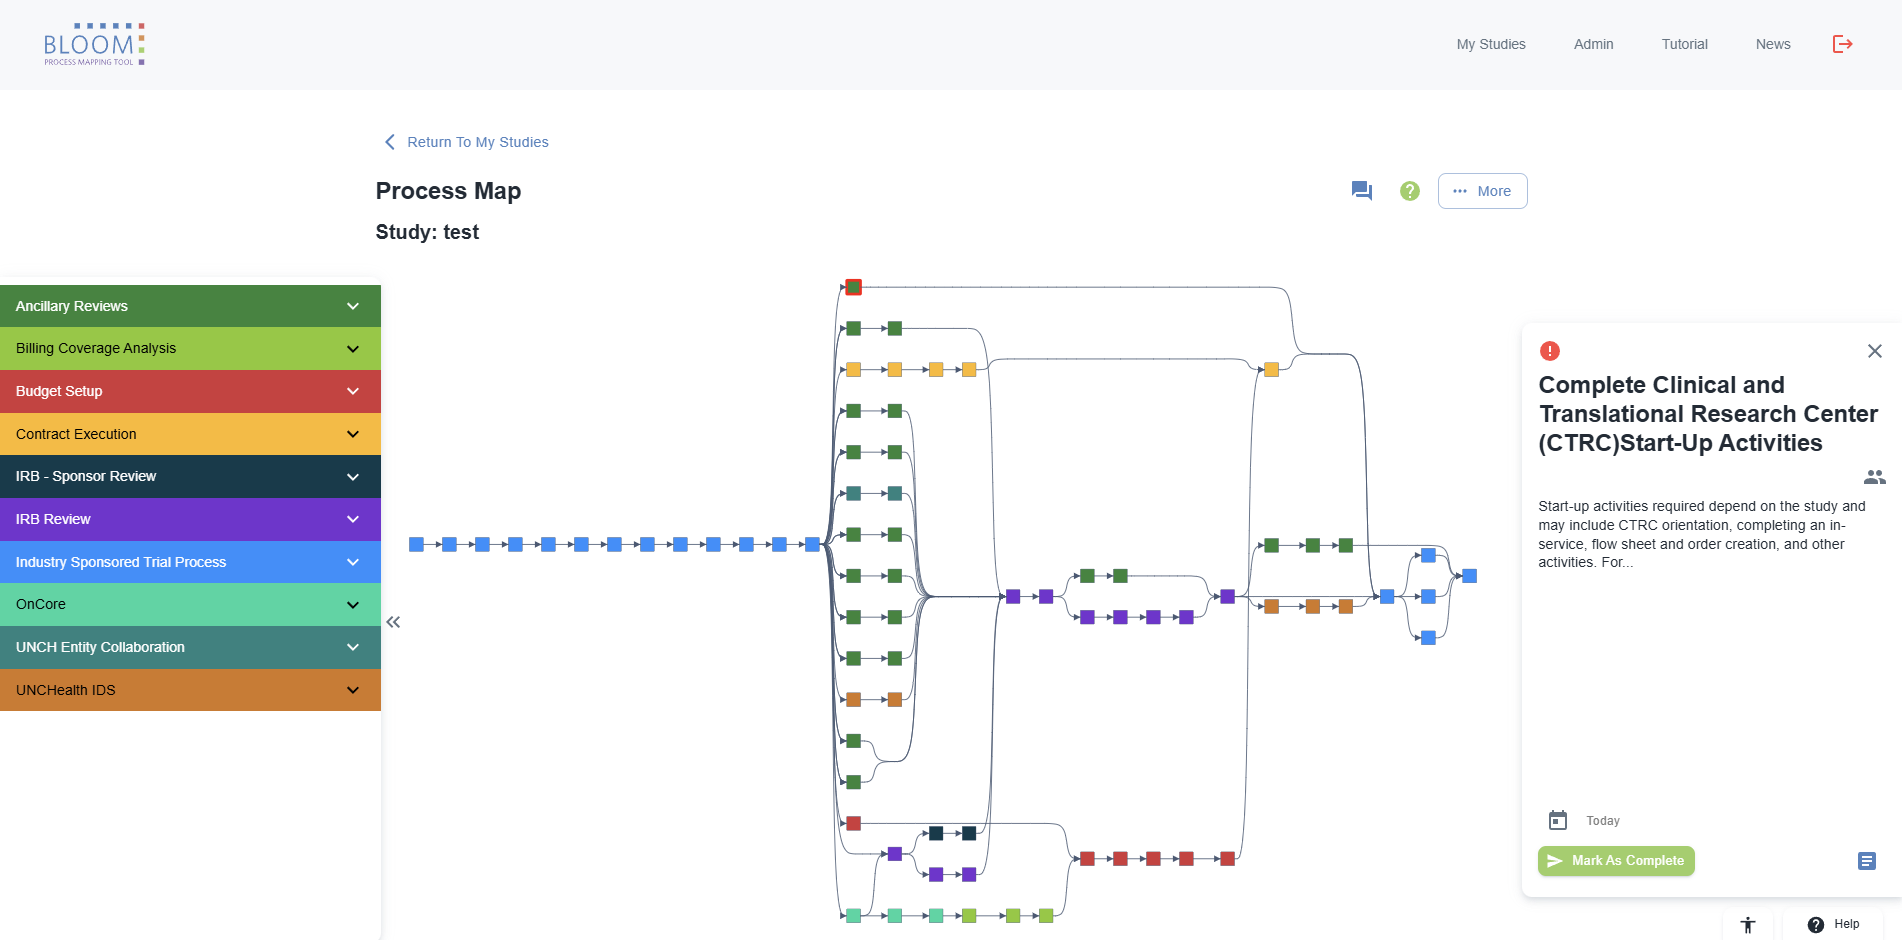 BLOOM
PROCESS MAPPING TOOL
My Studies
Admin
Tutorial
News
Return To My Studies
Process Map
More
Study: test
Ancillary Reviews
Billing Coverage Analysis
Budget Setup
Contract Execution
IRB - Sponsor Review
IRB Review
Industry Sponsored Trial Process
OnCore
UNCH Entity Collaboration
UNCHealth IDS
Complete Clinical and
Translational Research Center
(CTRC)Start-Up Activities
Start-up activities required depend on the study and
may include CTRC orientation, completing an in-
service, flow sheet and order creation, and other
activities. For...
Today
Mark As Complete
Help